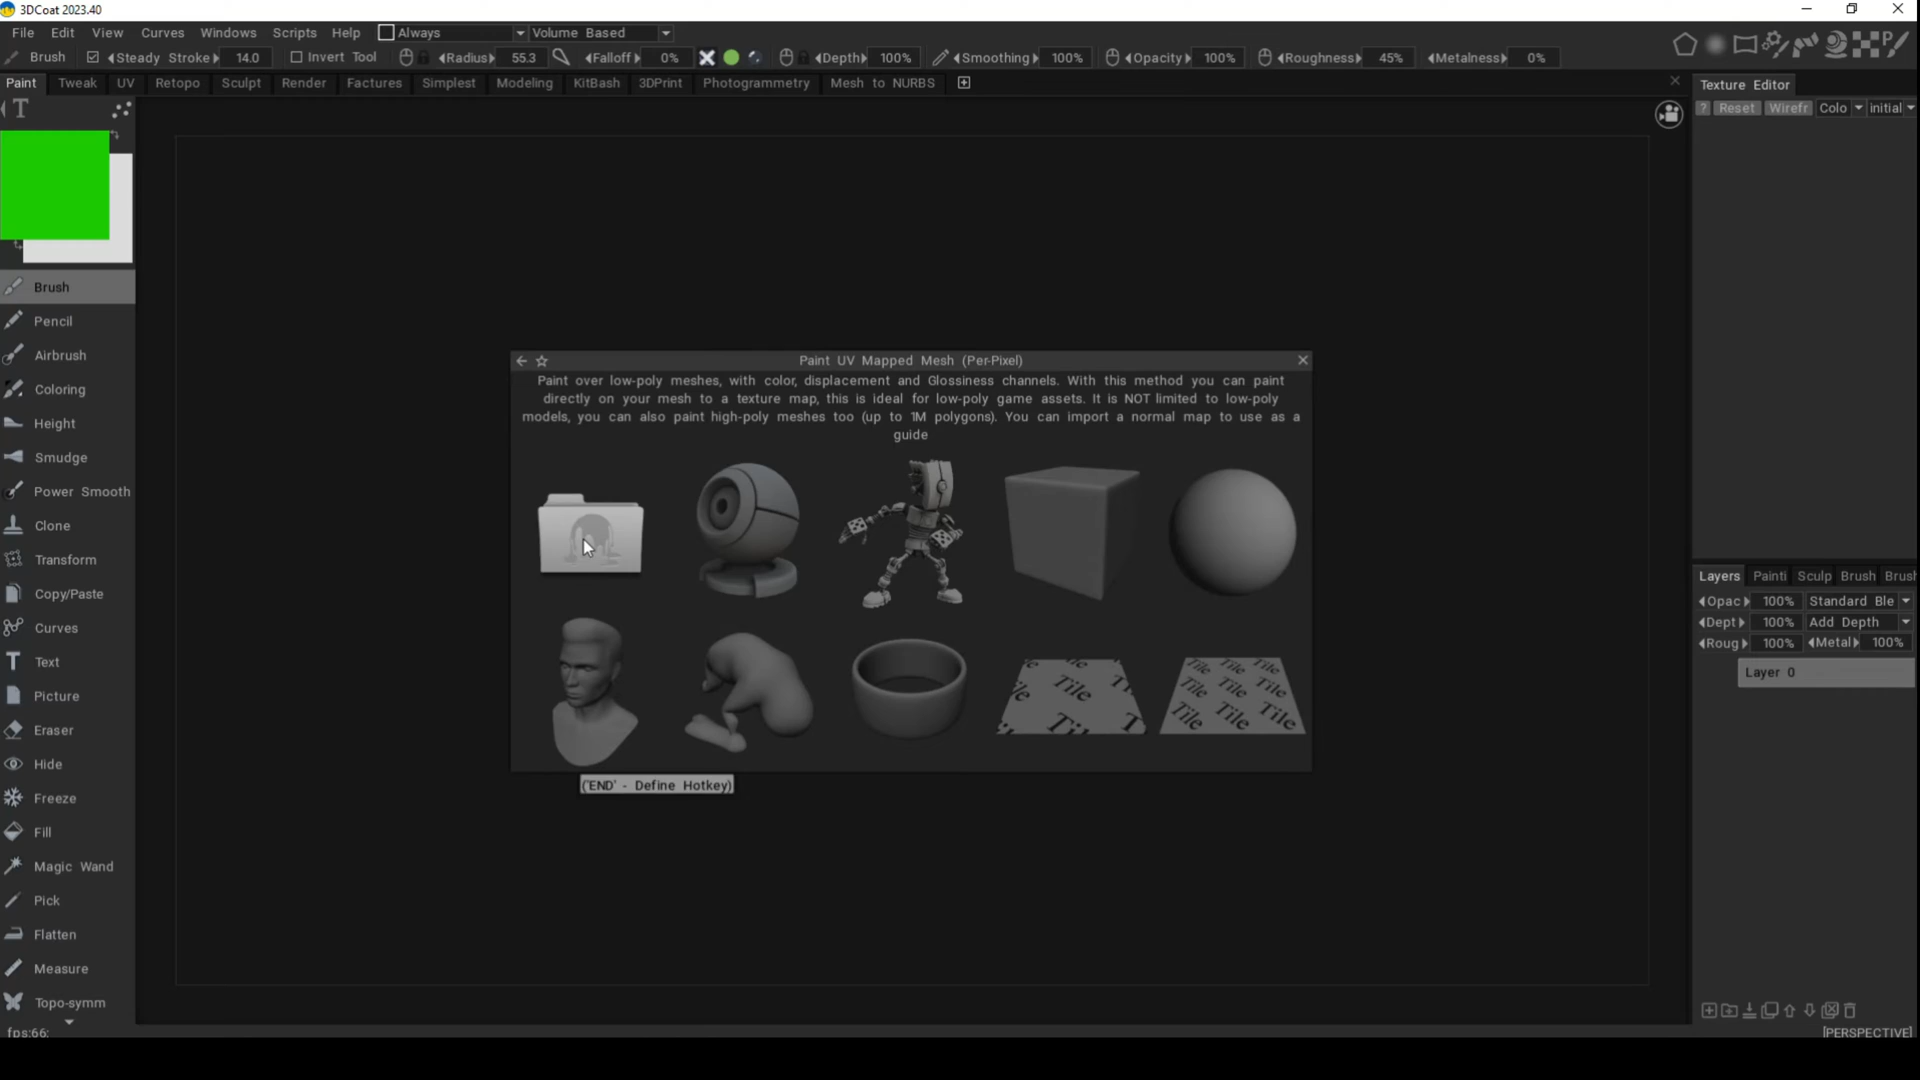 3DCoat 2023.40
File Edit View Curves Windows Scripts Help Always Volume Based
Brush Steady Stroke 14.0 Invert Tool Radius 55.3 Falloff 0% Depth 100% Smoothing 100% Opacity 100% Roughness 45% Metalness 0%
Paint Tweak UV Retopo Sculpt Render Factures Simplest Modeling KitBash 3DPrint Photogrammetry Mesh to NURBS
Texture Editor
? Reset Wirefr Colo initial
T
Brush
Pencil
Airbrush
Coloring
Height
Smudge
Power Smooth
Clone
Transform
Copy/Paste
Curves
Text
Picture
Eraser
Hide
Freeze
Fill
Magic Wand
Pick
Flatten
Measure
Topo-symm
fps:66:
Paint UV Mapped Mesh (Per-Pixel)
Paint over low-poly meshes, with color, displacement and Glossiness channels. With this method you can paint
directly on your mesh to a texture map, this is ideal for low-poly game assets. It is NOT limited to low-poly
models, you can also paint high-poly meshes too (up to 1M polygons). You can import a normal map to use as a
guide
Tile Tile Tile
Tile Tile Tile
('END' - Define Hotkey)
Layers Painti Sculp Brush Brus
Opac 100% Standard Ble
Dept 100% Add Depth
Roug 100% Metal 100%
Layer 0
[PERSPECTIVE]